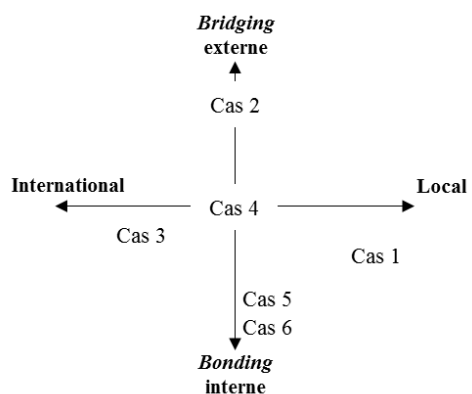 Bridging
externe
Cas 2
International
Local
Cas 4
Cas 3
Cas 1
Cas 5
Cas 6
Bonding
interne